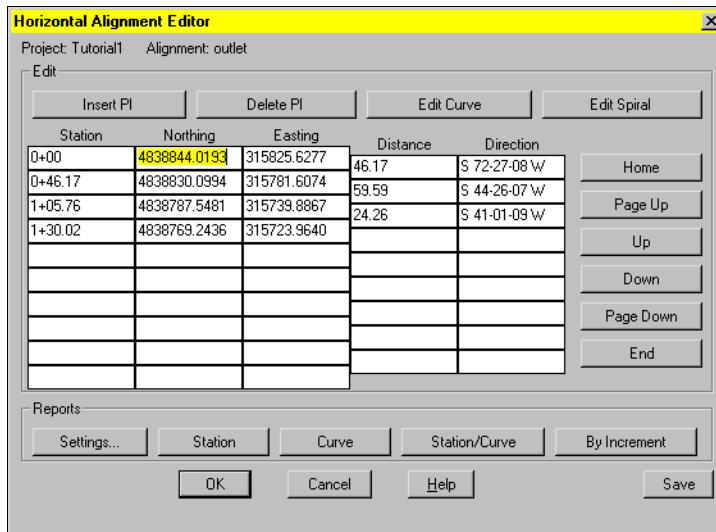 Horizontal Alignment Editor
Project: Tutorial1 Alignment: outlet
Edit
Insert PI Delete PI Edit Curve Edit Spiral
Station Northing Easting Distance Direction
0+00 4838844.0193 315825.6277 46.17 S 72-27-08 W
0+46.17 4838830.0994 315781.6074 59.59 S 44-26-07 W
1+05.76 4838787.5481 315739.8867 24.26 S 41-01-09 W
1+30.02 4838769.2436 315723.9640
Home
Page Up
Up
Down
Page Down
End
Reports
Settings... Station Curve Station/Curve By Increment
OK Cancel Help Save